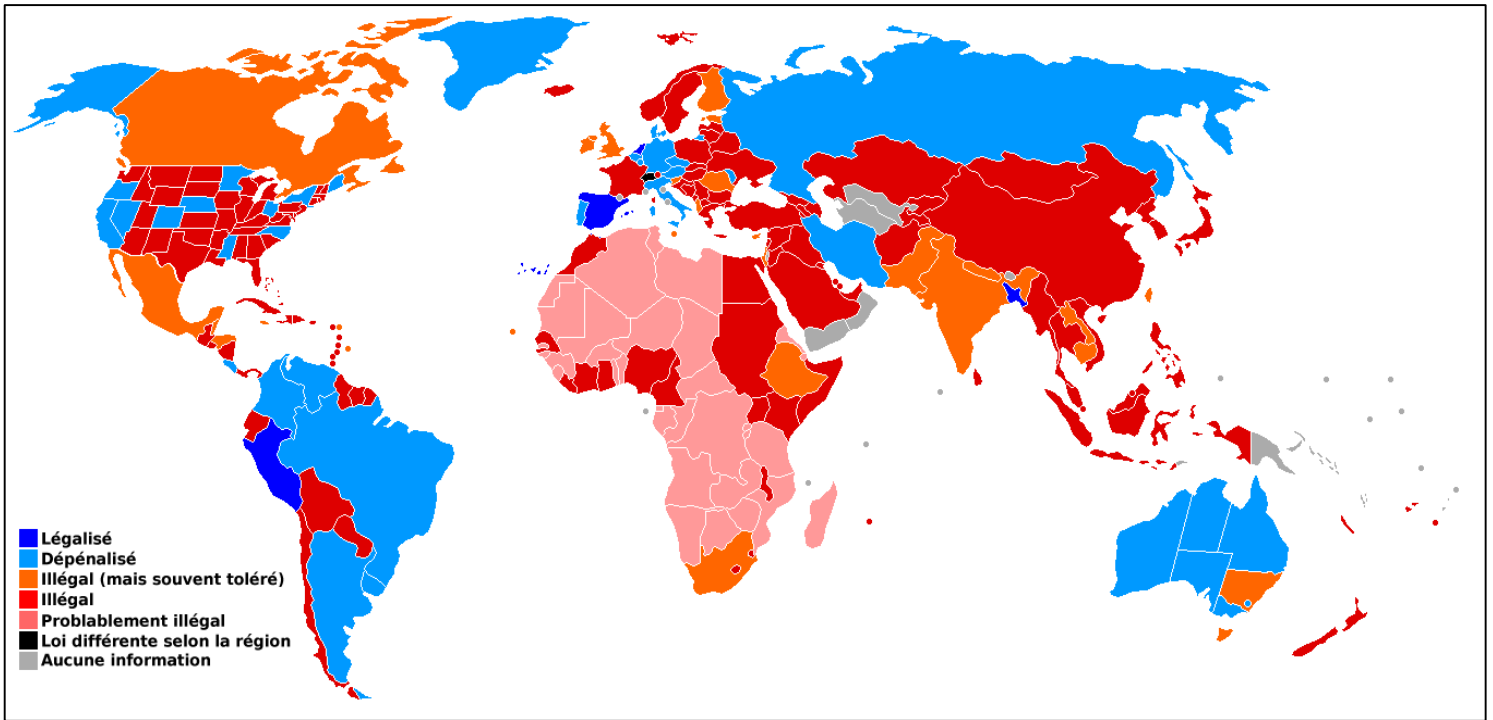 Légalisé
Dépénalisé
Illégal (mais souvent toléré)
Illégal
Problablement illégal
Loi différente selon la région
Aucune information